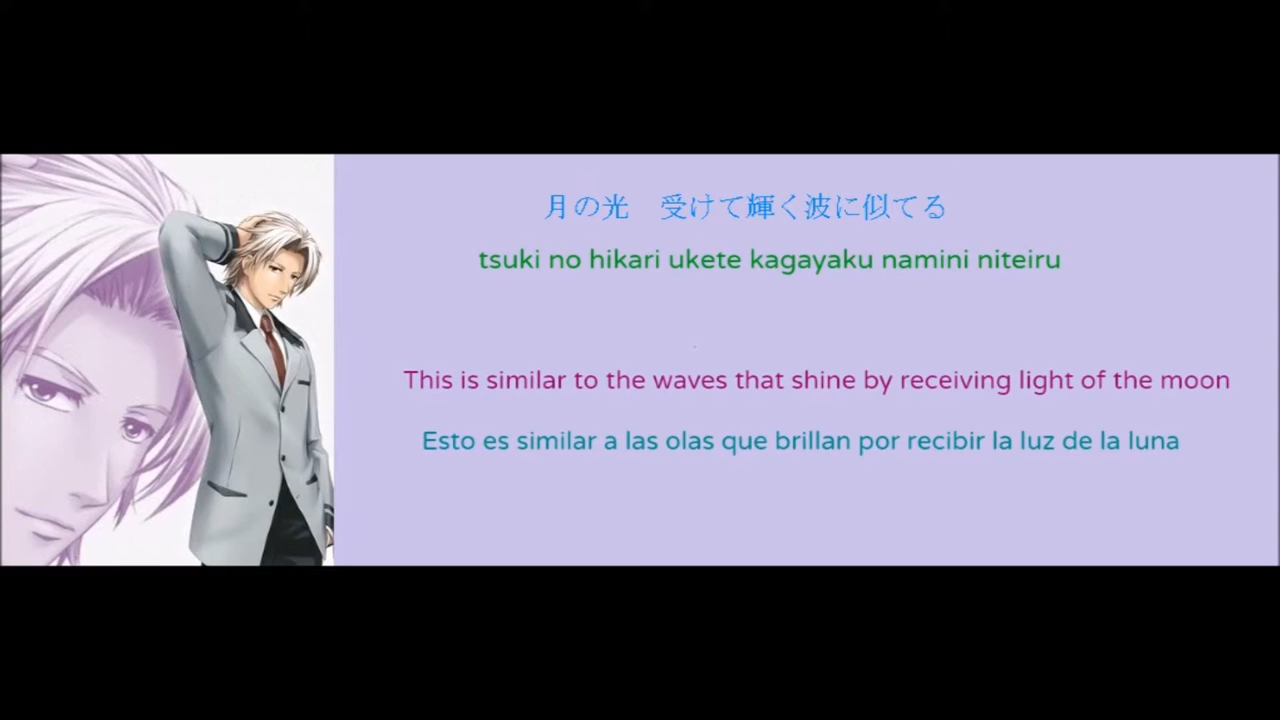 月の光　受けて輝く波に似てる
tsuki no hikari ukete kagayaku namini niteiru
This is similar to the waves that shine by receiving light of the moon
Esto es similar a las olas que brillan por recibir la luz de la luna